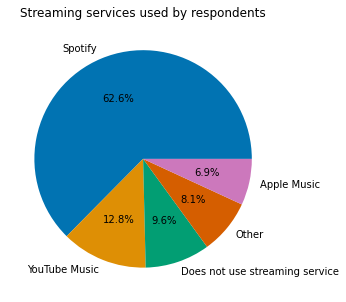 Streaming services used by respondents
Spotify
62.6%
6.9%
Apple Music
8.1%
12.8%
9.6%
Other
YouTube Music
Does not use streaming service